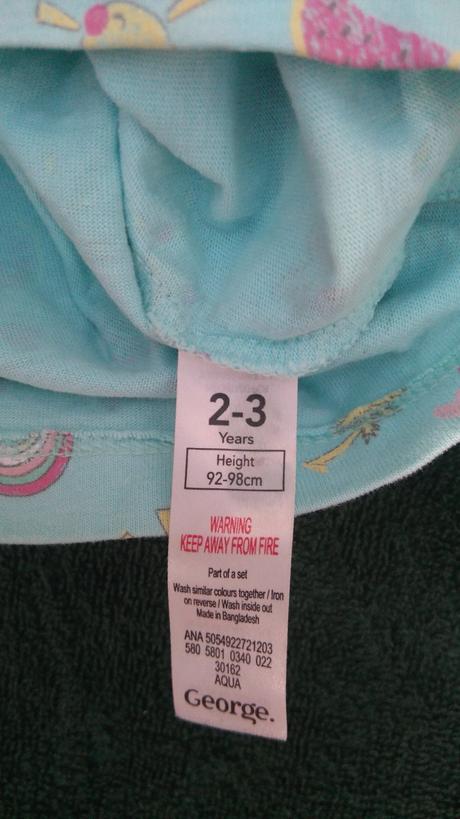 2-3
Years
Height
92-98cm
WARNING
KEEP AWAY FROM FIRE
Part of a set
Wash similar colours together / Iron
on reverse / Wash inside out
Made in Bangladesh
ANA 5054922721203
580 5801 0340 022
30162
AQUA
George.